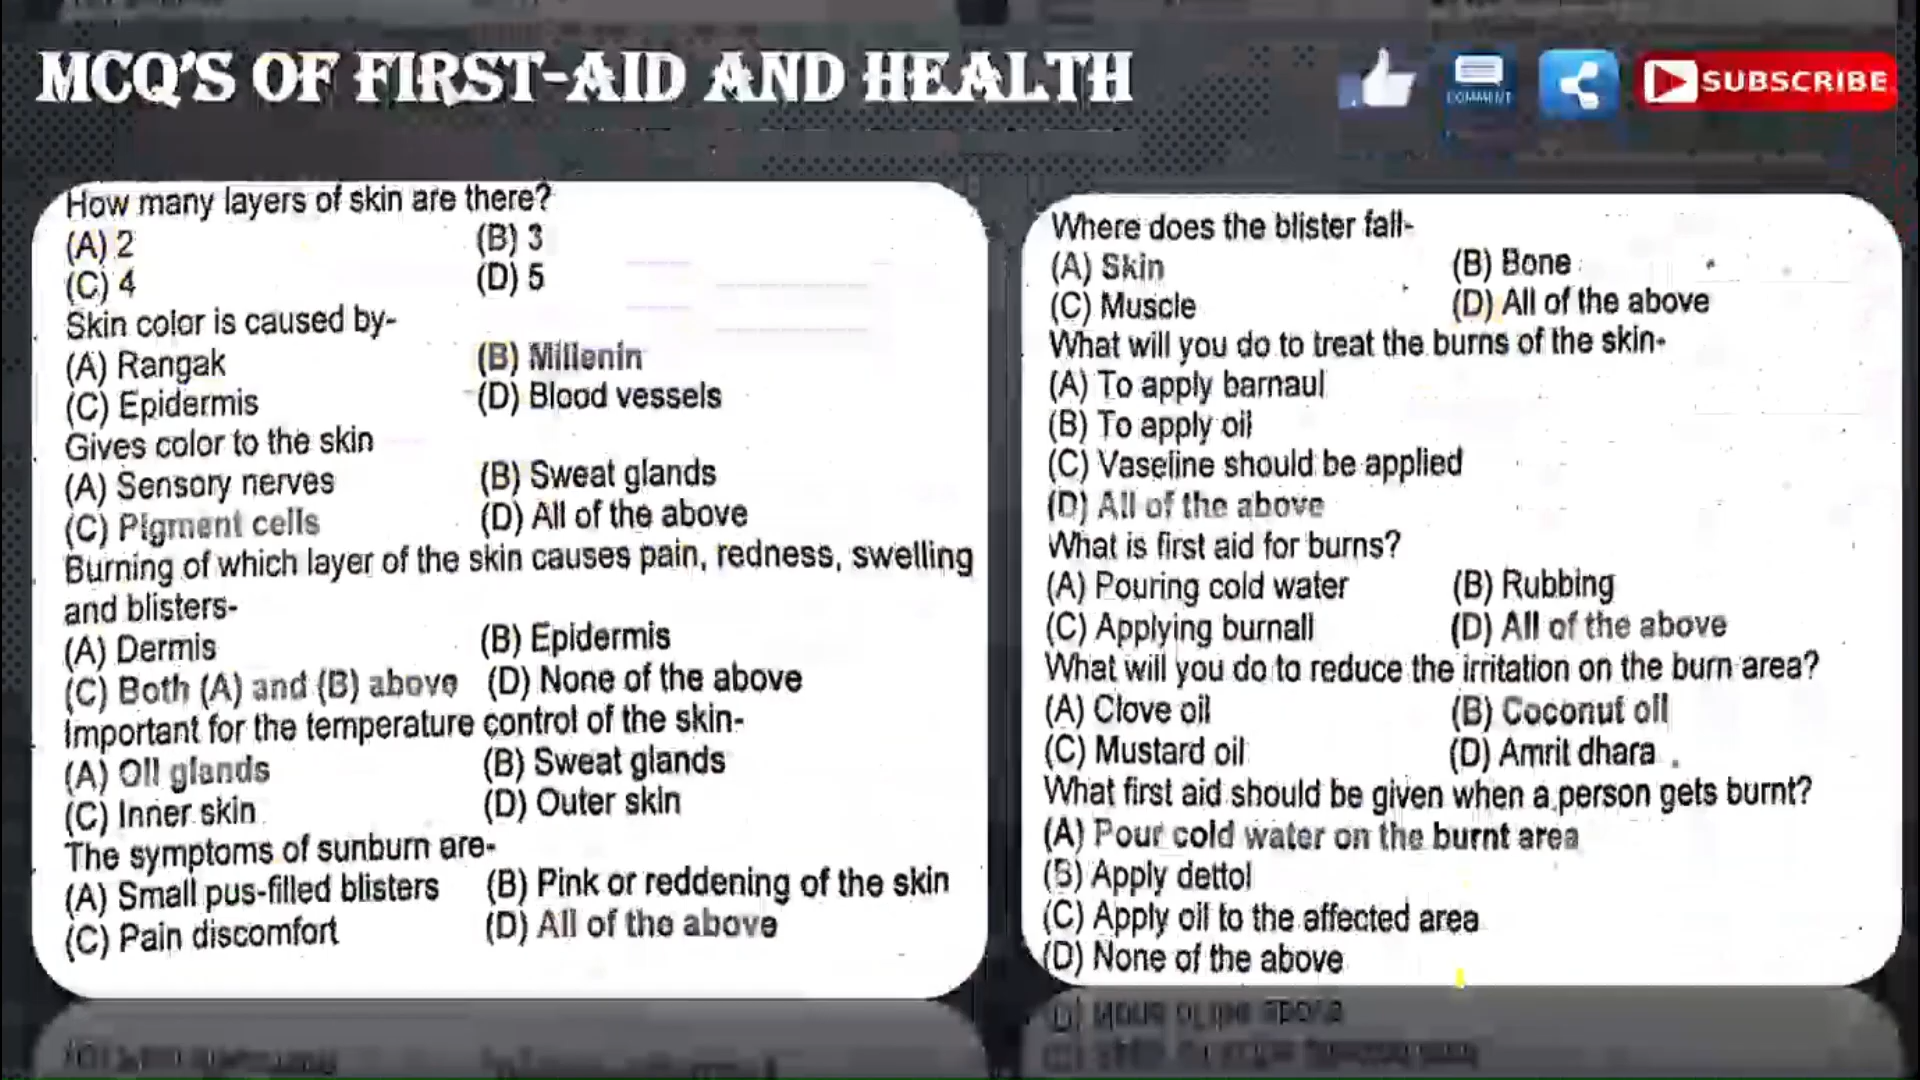 MCQ'S OF FIRST-AID AND HEALTH
COMMENT
SUBSCRIBE
How many layers of skin are there?
(A) 2 (B) 3
(C) 4 (D) 5
Skin color is caused by-
(A) Rangak (B) Millenin
(C) Epidermis (D) Blood vessels
Gives color to the skin
(A) Sensory nerves (B) Sweat glands
(C) Pigment cells (D) All of the above
Burning of which layer of the skin causes pain, redness, swelling
and blisters-
(A) Dermis (B) Epidermis
(C) Both (A) and (B) above (D) None of the above
Important for the temperature control of the skin-
(A) Oil glands (B) Sweat glands
(C) Inner skin (D) Outer skin
The symptoms of sunburn are-
(A) Small pus-filled blisters (B) Pink or reddening of the skin
(C) Pain discomfort (D) All of the above
Where does the blister fall-
(A) Skin (B) Bone
(C) Muscle (D) All of the above
What will you do to treat the burns of the skin-
(A) To apply barnaul
(B) To apply oil
(C) Vaseline should be applied
(D) All of the above
What is first aid for burns?
(A) Pouring cold water (B) Rubbing
(C) Applying burnall (D) All of the above
What will you do to reduce the irritation on the burn area?
(A) Clove oil (B) Coconut oil
(C) Mustard oil (D) Amrit dhara
What first aid should be given when a person gets burnt?
(A) Pour cold water on the burnt area
(B) Apply dettol
(C) Apply oil to the affected area
(D) None of the above